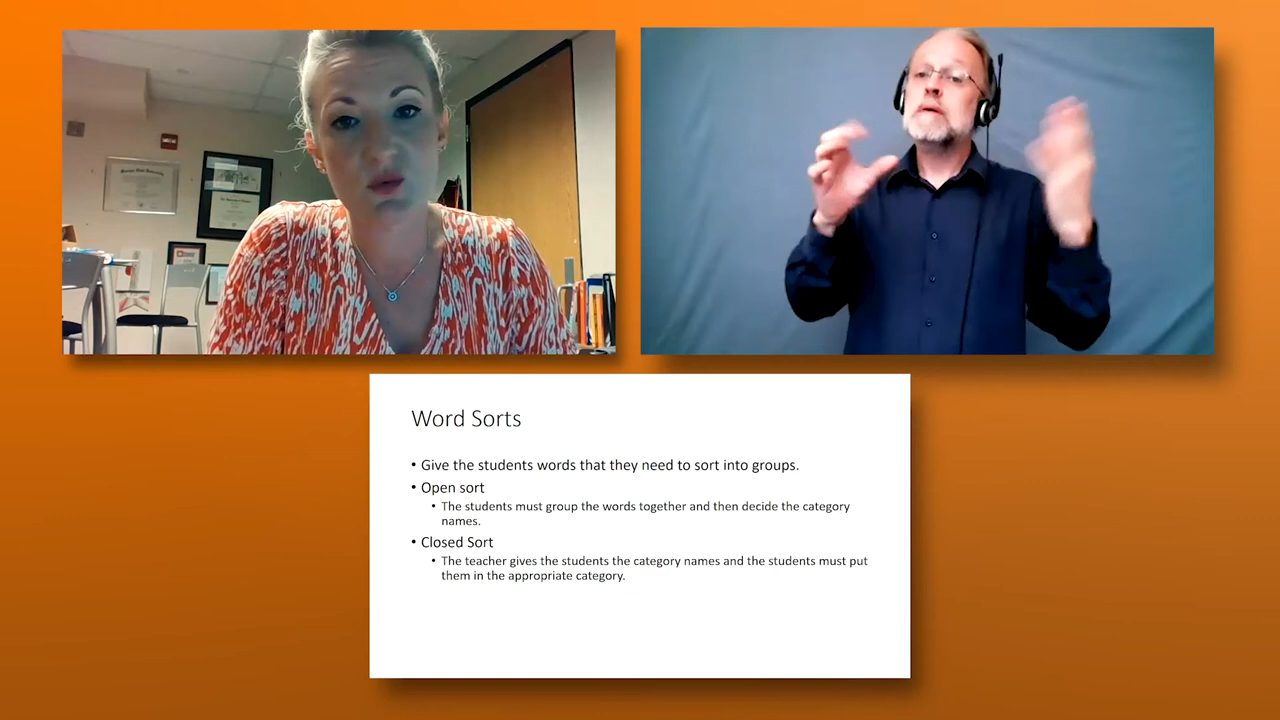 Word Sorts
• Give the students words that they need to sort into groups.
• Open sort
• The students must group the words together and then decide the category
names.
• Closed Sort
• The teacher gives the students the category names and the students must put
them in the appropriate category.